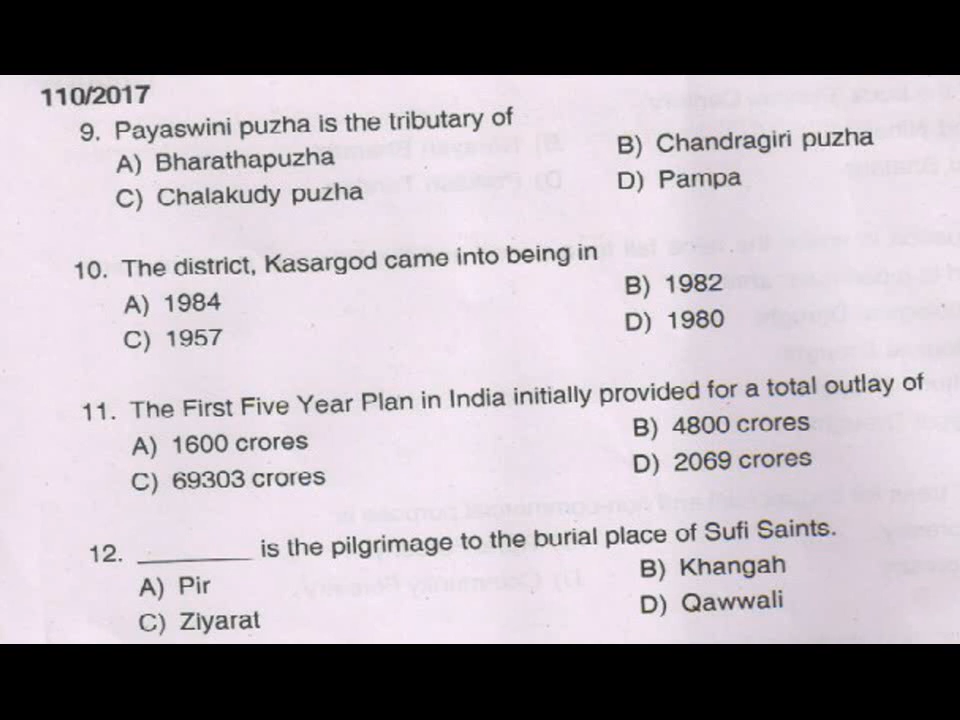 110/2017
9. Payaswini puzha is the tributary of
A) Bharathapuzha B) Chandragiri puzha
C) Chalakudy puzha D) Pampa
10. The district, Kasargod came into being in
A) 1984 B) 1982
C) 1957 D) 1980
11. The First Five Year Plan in India initially provided for a total outlay of
A) 1600 crores B) 4800 crores
C) 69303 crores D) 2069 crores
12. ________ is the pilgrimage to the burial place of Sufi Saints.
A) Pir B) Khangah
C) Ziyarat D) Qawwali